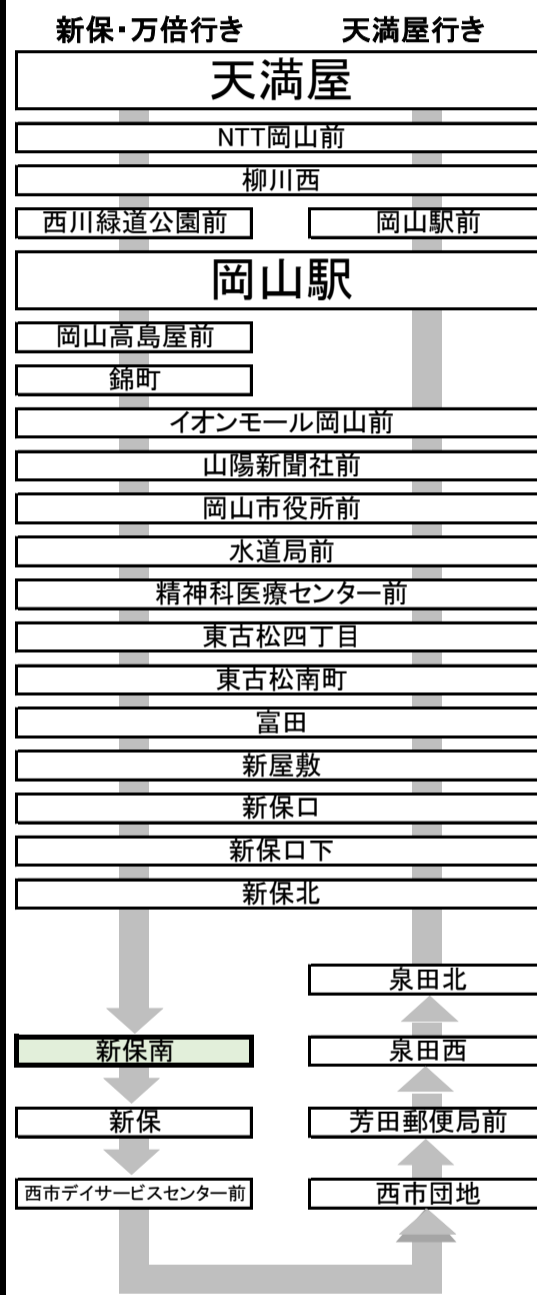 新保・万倍行き 天満屋行き
天満屋
NTT岡山前
柳川西
西川緑道公園前 岡山駅前
岡山駅
岡山高島屋前
錦町
イオンモール岡山前
山陽新聞社前
岡山市役所前
水道局前
精神科医療センター前
東古松四丁目
東古松南町
富田
新屋敷
新保口
新保口下
新保北
泉田北
新保南 泉田西
新保 芳田郵便局前
西市デイサービスセンター前 西市団地